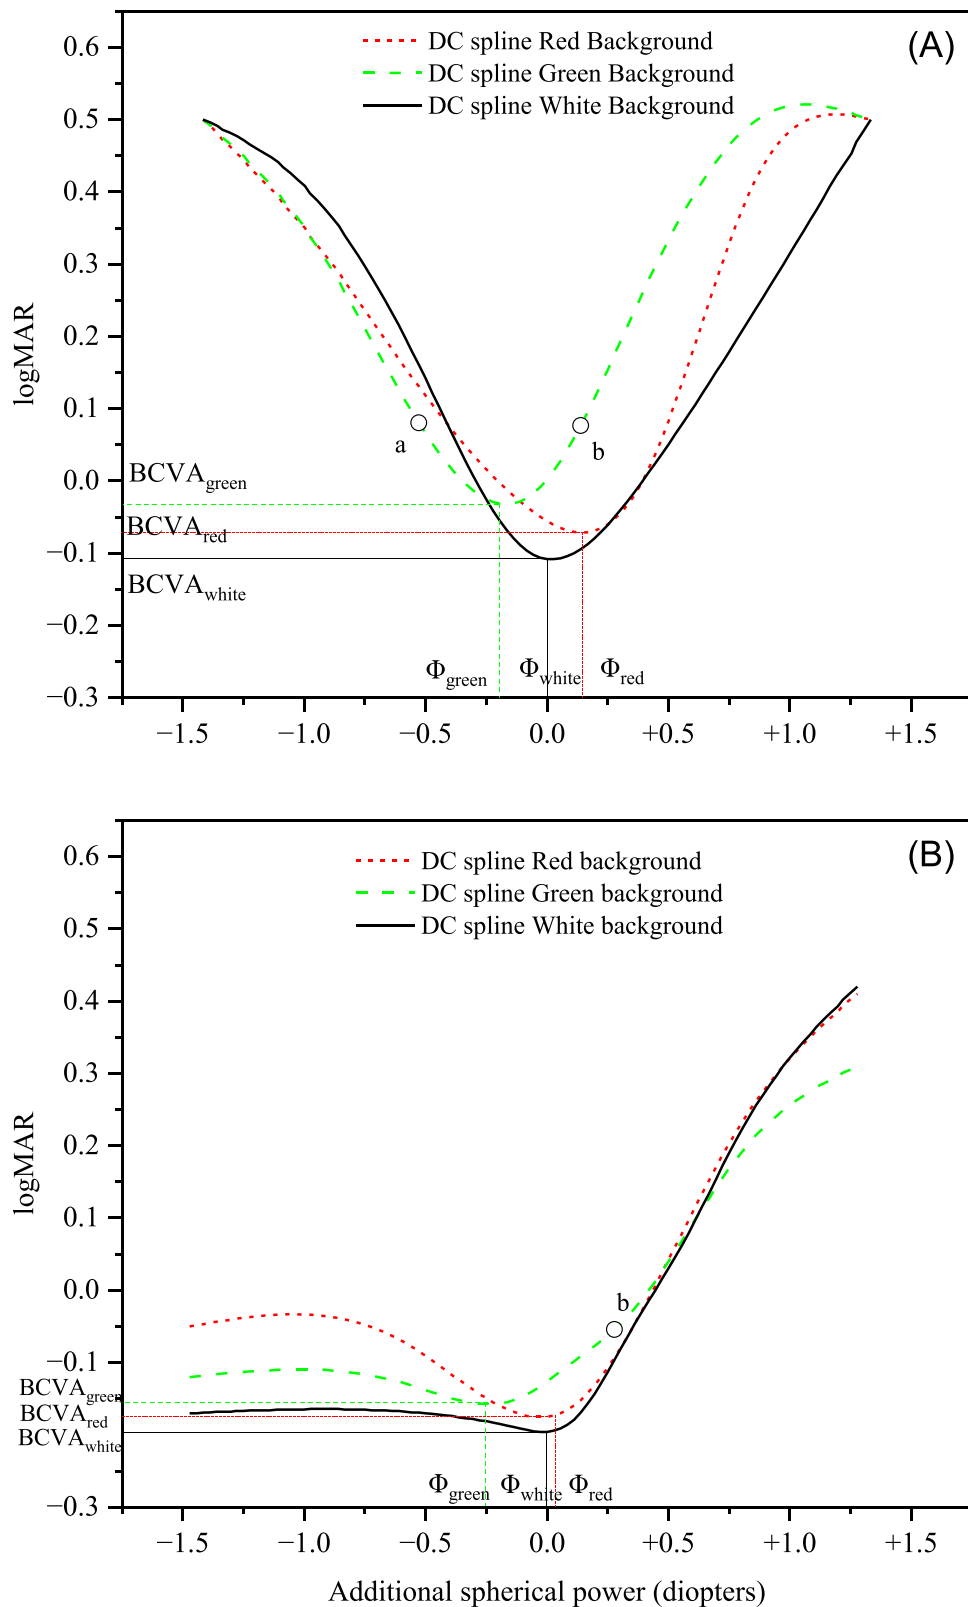 (A)
DC spline Red Background
DC spline Green Background
DC spline White Background
0.6
0.5
0.4
0.3
0.2
0.1
0.0
−0.1
−0.2
−0.3
logMAR
a
b
BCVAgreen
BCVAred
BCVAwhite
Φgreen Φwhite Φred
−1.5 −1.0 −0.5 0.0 +0.5 +1.0 +1.5
(B)
DC spline Red background
DC spline Green background
DC spline White background
0.6
0.5
0.4
0.3
0.2
0.1
0.0
−0.1
−0.3
logMAR
b
BCVAgreen
BCVAred
BCVAwhite
Φgreen Φwhite Φred
−1.5 −1.0 −0.5 0.0 +0.5 +1.0 +1.5
Additional spherical power (diopters)